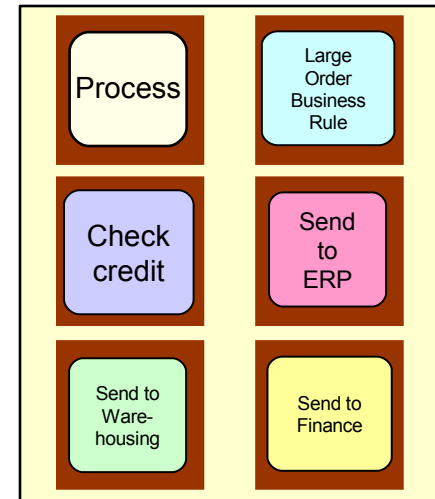 Process
Large
Order
Business
Rule
Check
credit
Send
to
ERP
Send to
Ware-
housing
Send to
Finance